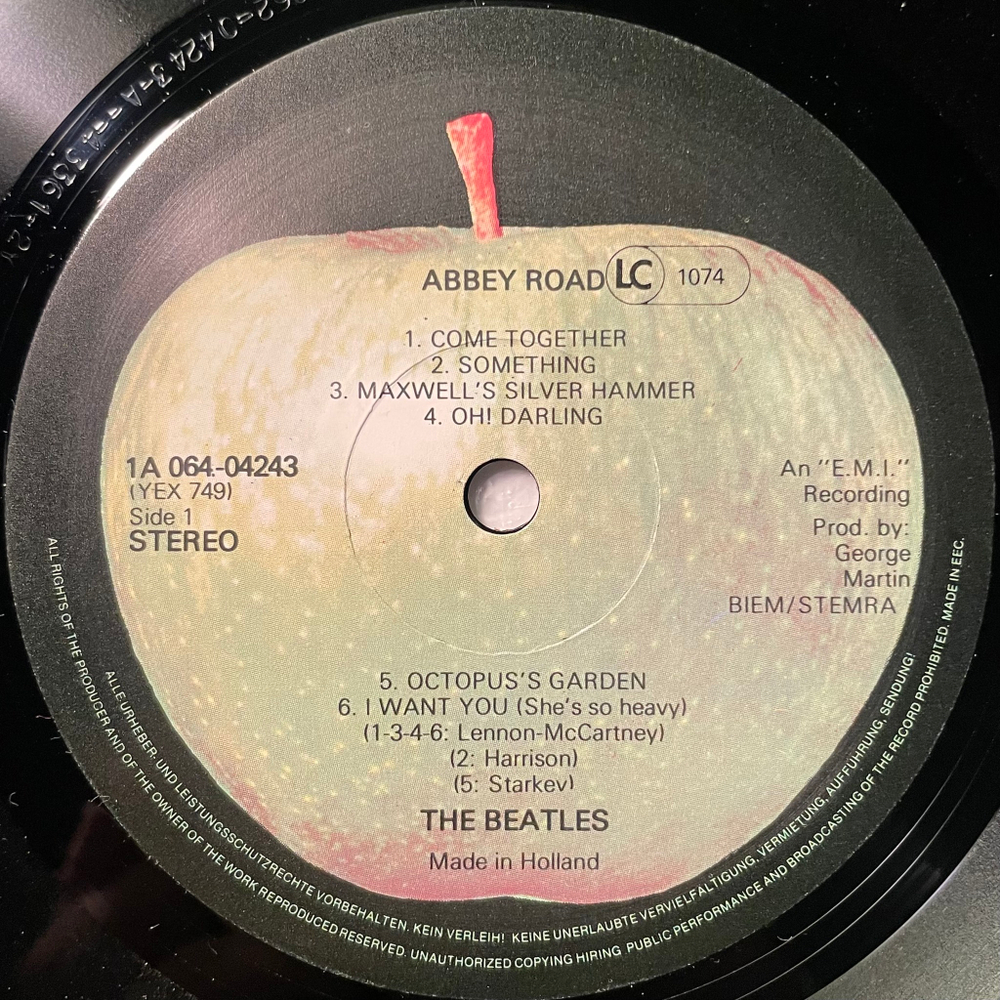 ABBEY ROAD LC 1074
1. COME TOGETHER
2. SOMETHING
3. MAXWELL'S SILVER HAMMER
4. OH! DARLING
1A 064-04243
(YEX 749)
Side 1
STEREO
An "E.M.I."
Recording
Prod. by:
George
Martin
BIEM/STEMRA
5. OCTOPUS'S GARDEN
6. I WANT YOU (She's so heavy)
(1-3-4-6: Lennon-McCartney)
(2: Harrison)
(5: Starkey)
THE BEATLES
Made in Holland
ALLE URHEBER- UND LEISTUNGSSCHUTZRECHTE VORBEHALTEN. KEIN VERLEIH! KEINE UNERLAUBTE VERVIELFÄLTIGUNG, VERMIETUNG, AUFFÜHRUNG, SENDUNG!
ALL RIGHTS OF THE PRODUCER AND OF THE OWNER OF THE WORK REPRODUCED RESERVED. UNAUTHORIZED COPYING HIRING PUBLIC PERFORMANCE AND BROADCASTING OF THE RECORD PROHIBITED. MADE IN EEC.